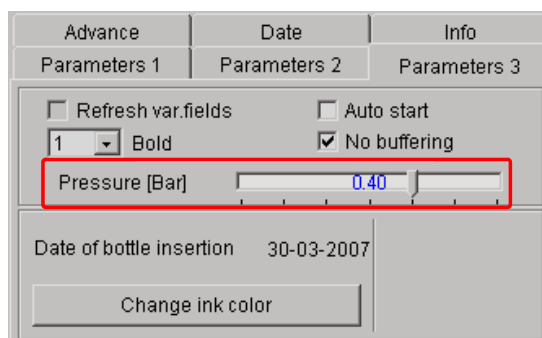 Advance Date Info
Parameters 1 Parameters 2 Parameters 3
Refresh var.fields Auto start
1 Bold No buffering
Pressure [Bar] 0.40
Date of bottle insertion 30-03-2007
Change ink color